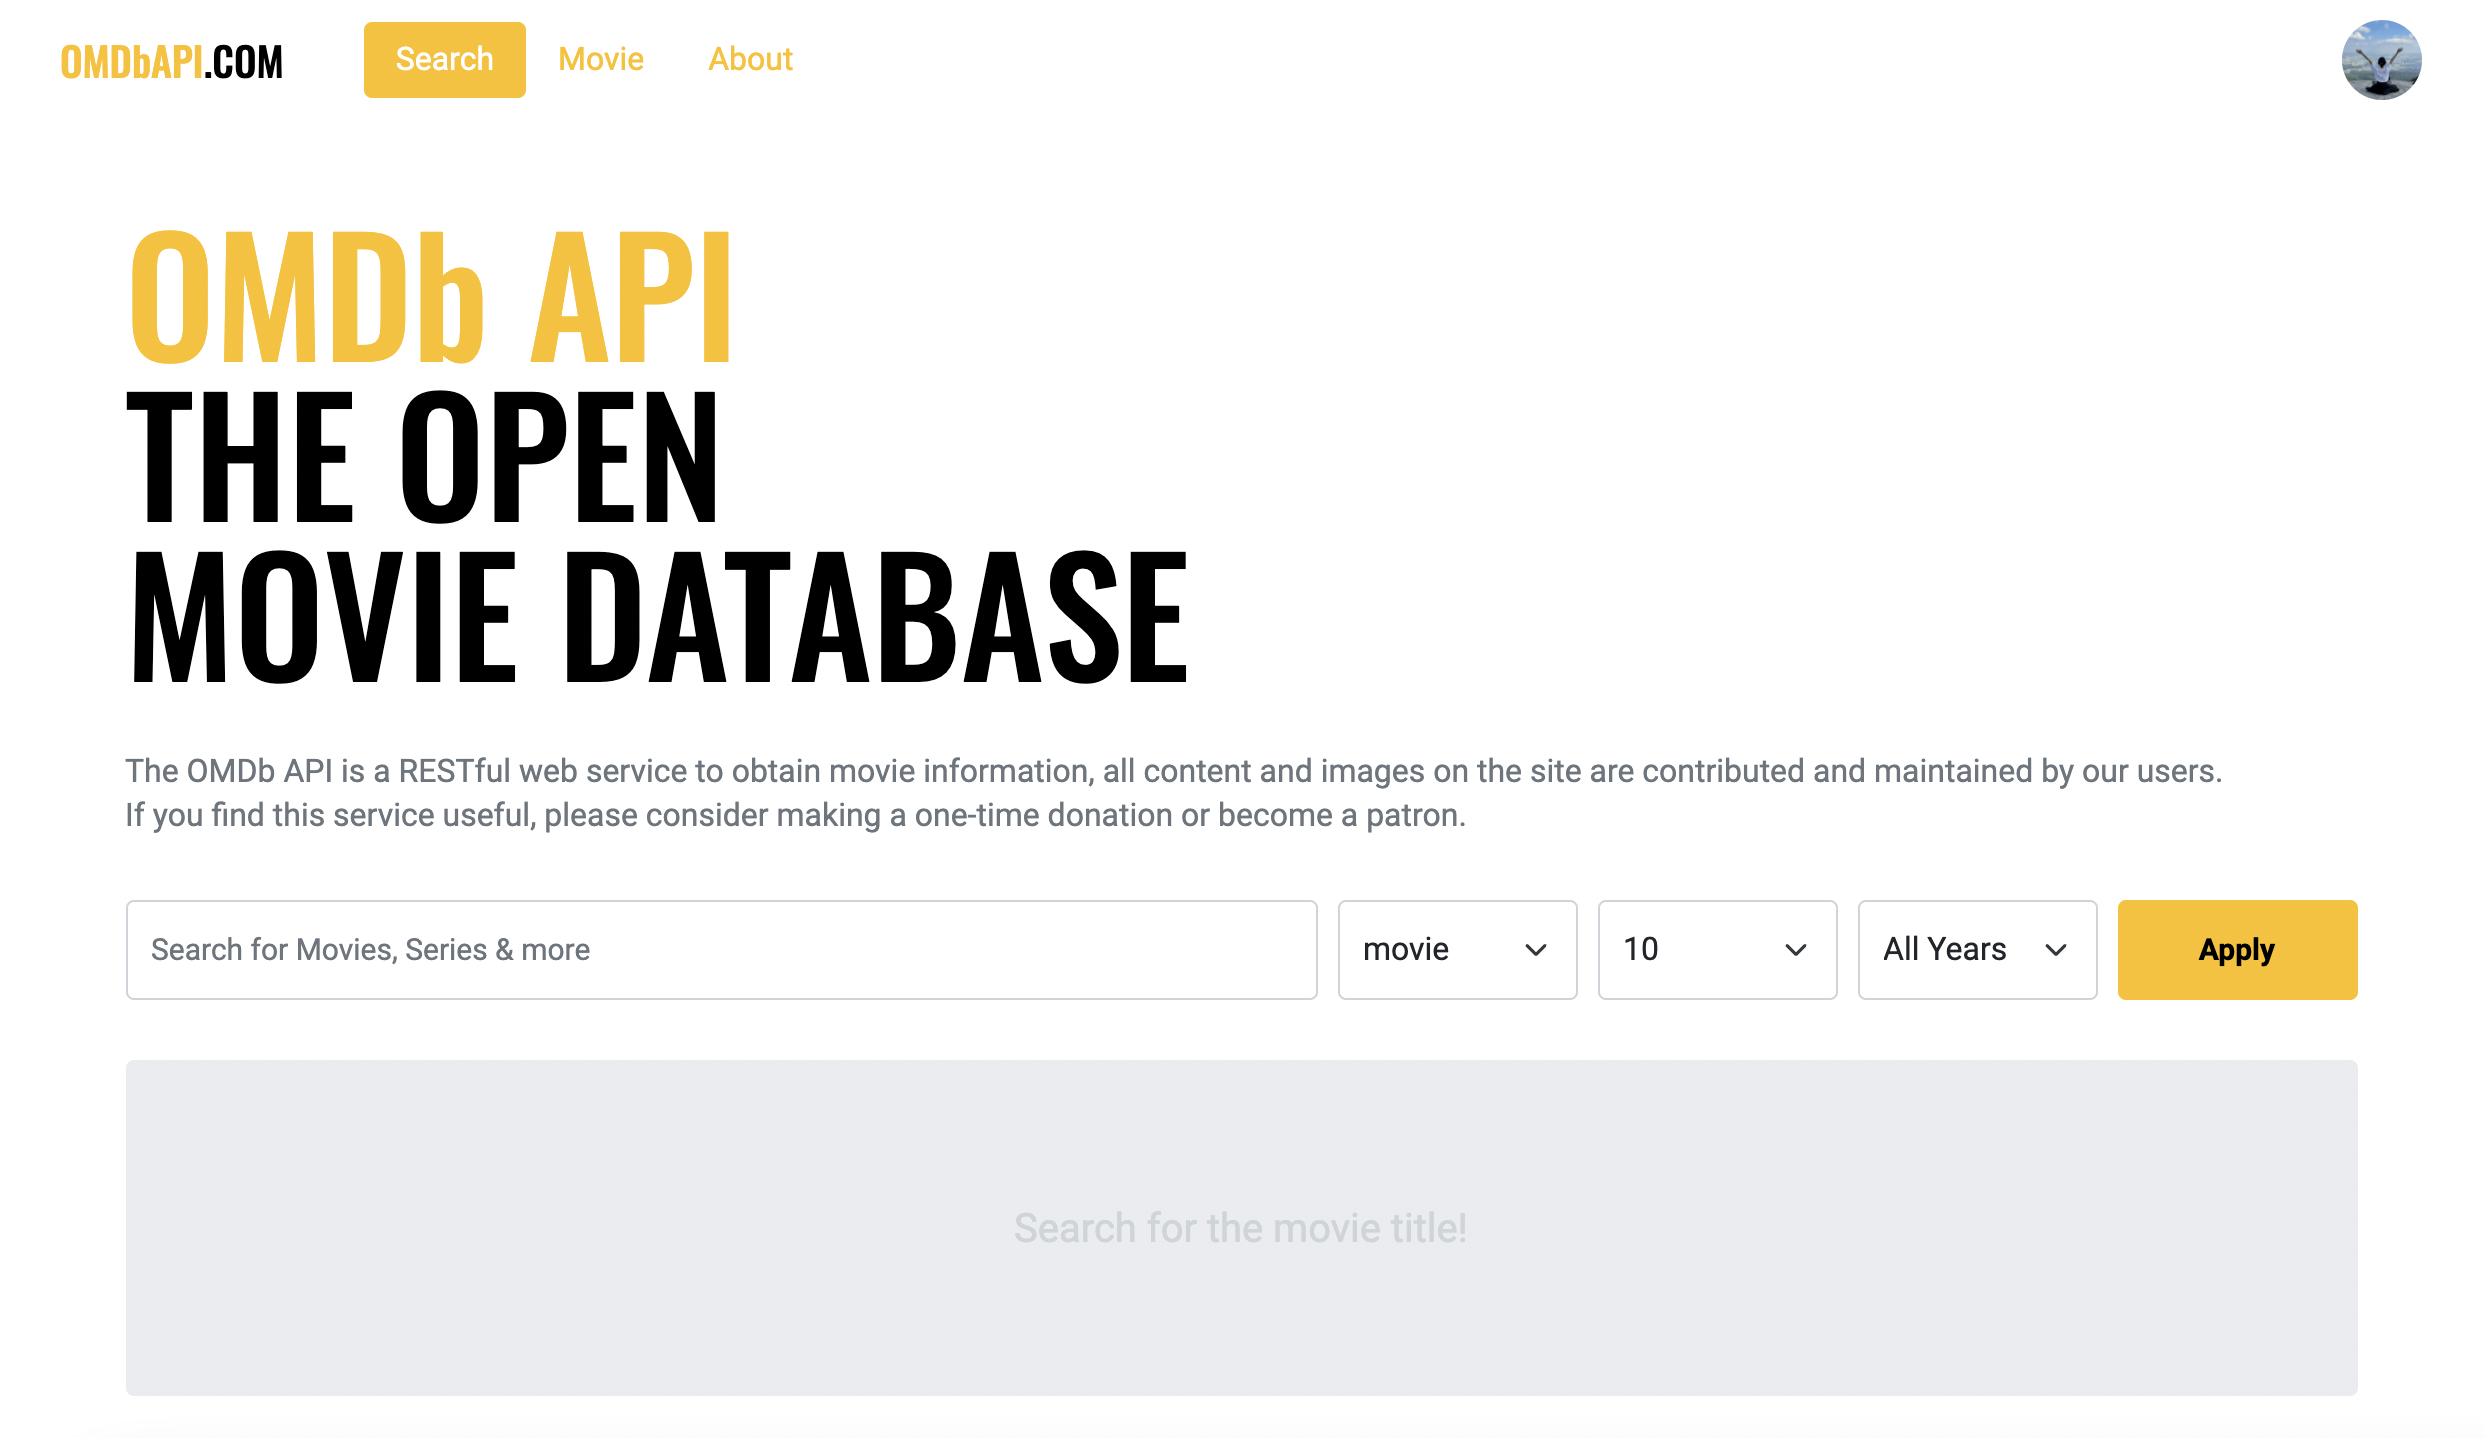 OMDbAPI.COM
Search
Movie
About
OMDb API
THE OPEN
MOVIE DATABASE
The OMDb API is a RESTful web service to obtain movie information, all content and images on the site are contributed and maintained by our users.
If you find this service useful, please consider making a one-time donation or become a patron.
Search for Movies, Series & more
movie
10
All Years
Apply
Search for the movie title!